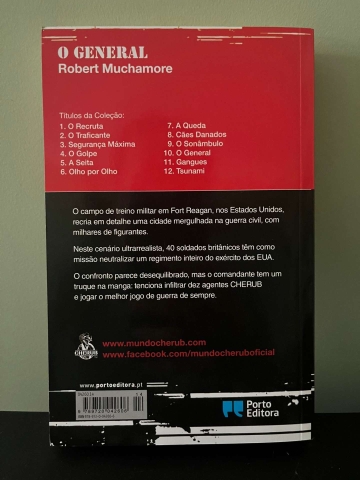 O GENERAL
Robert Muchamore
Títulos da Coleção:
1. O Recruta
2. O Traficante
3. Segurança Máxima
4. O Golpe
5. A Seita
6. Olho por Olho
7. A Queda
8. Cães Danados
9. O Sonâmbulo
10. O General
11. Gangues
12. Tsunami
O campo de treino militar em Fort Reagan, nos Estados Unidos,
recria em detalhe uma cidade mergulhada na guerra civil, com
milhares de figurantes.
Neste cenário ultrarrealista, 40 soldados britânicos têm como
missão neutralizar um regimento inteiro do exército dos EUA.
O confronto parece desequilibrado, mas o comandante tem um
truque na manga: tenciona infiltrar dez agentes CHERUB
e jogar o melhor jogo de guerra de sempre.
CHERUB
www.mundocherub.com
www.facebook.com/mundocheruboficial
www.portoeditora.pt
Porto
Editora